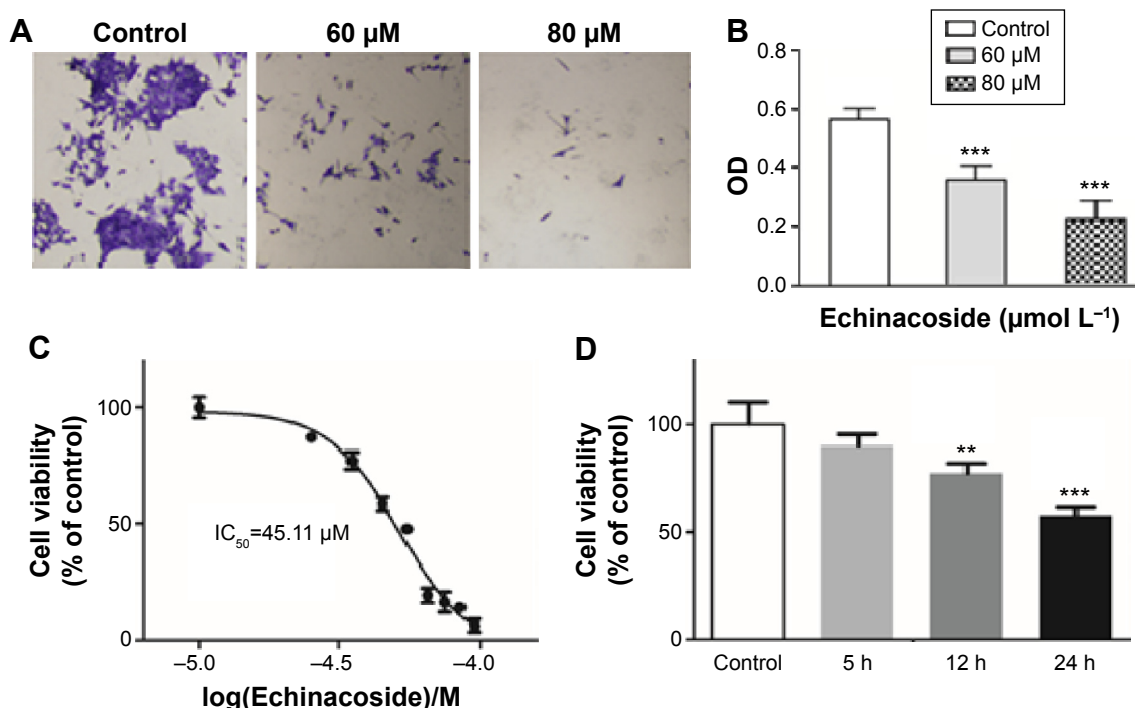 A
Control
60 µM
80 µM
B
Control
60 µM
80 µM
0.8
0.6
0.4
0.2
0.0
OD
***
***
Echinacoside (µmol L⁻¹)
C
100
50
0
Cell viability
(% of control)
IC₅₀=45.11 µM
–5.0 –4.5 –4.0
log(Echinacoside)/M
D
100
50
0
Cell viability
(% of control)
**
***
Control 5 h 12 h 24 h